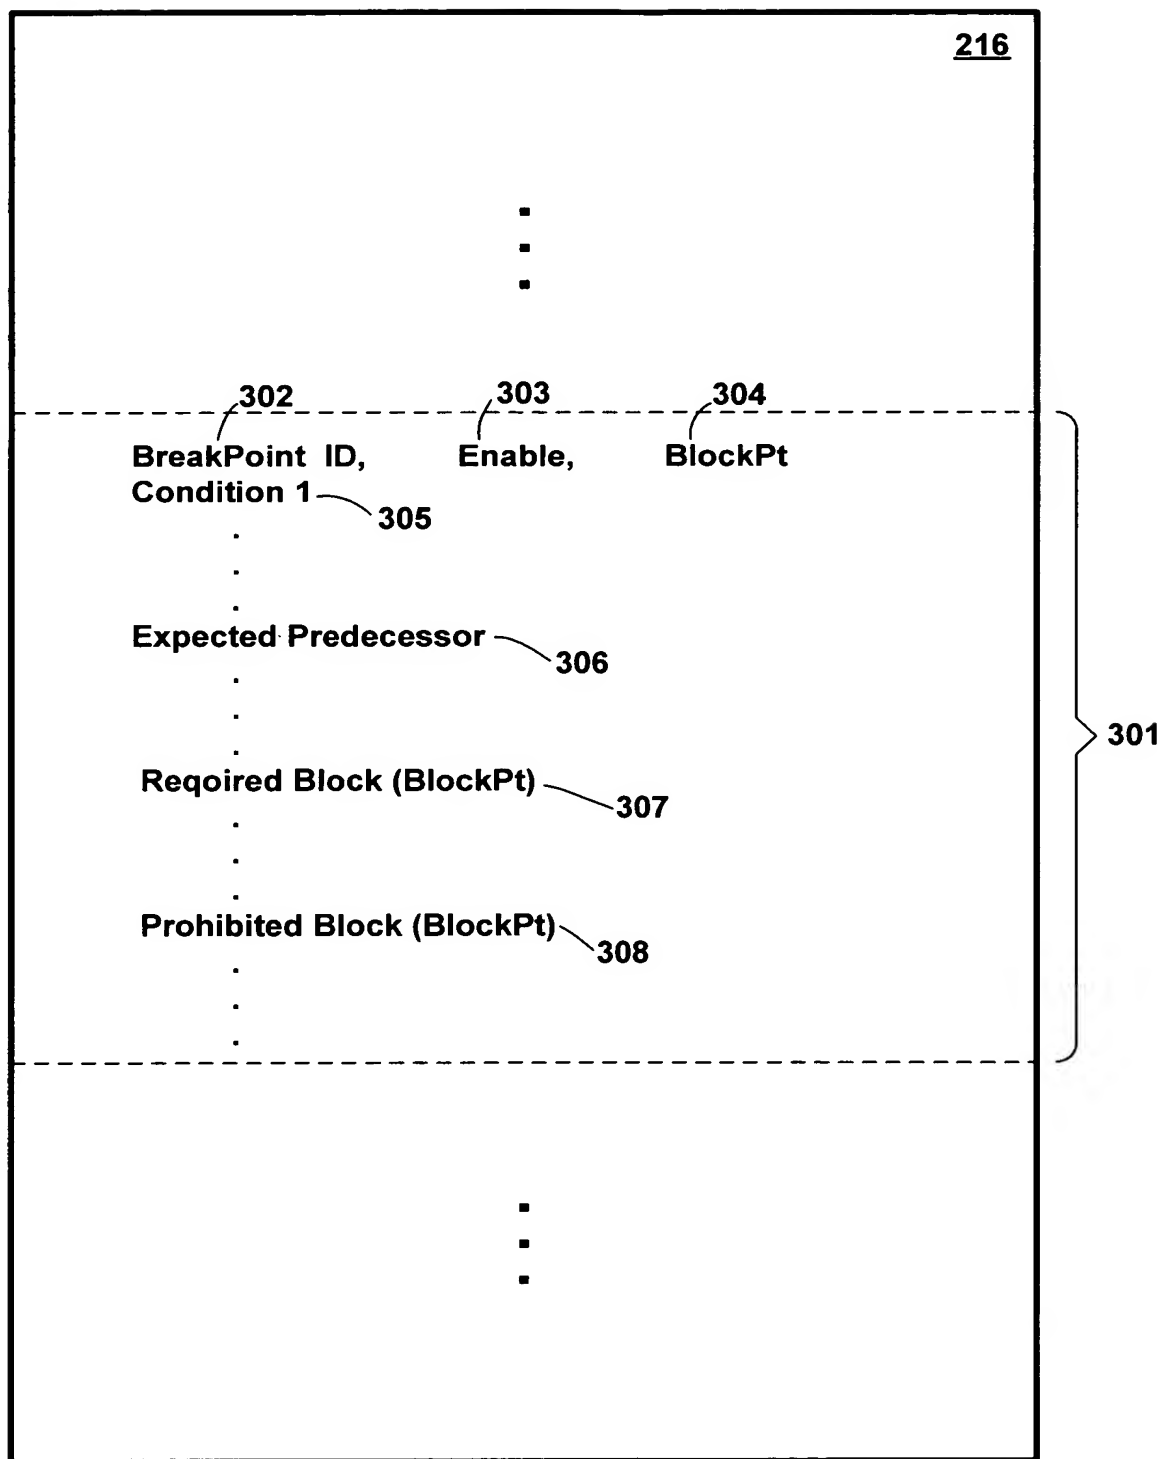 216
302 303 304
BreakPoint ID, Enable, BlockPt
Condition 1
305
Expected Predecessor
306
301
Reqoired Block (BlockPt)
307
Prohibited Block (BlockPt)
308